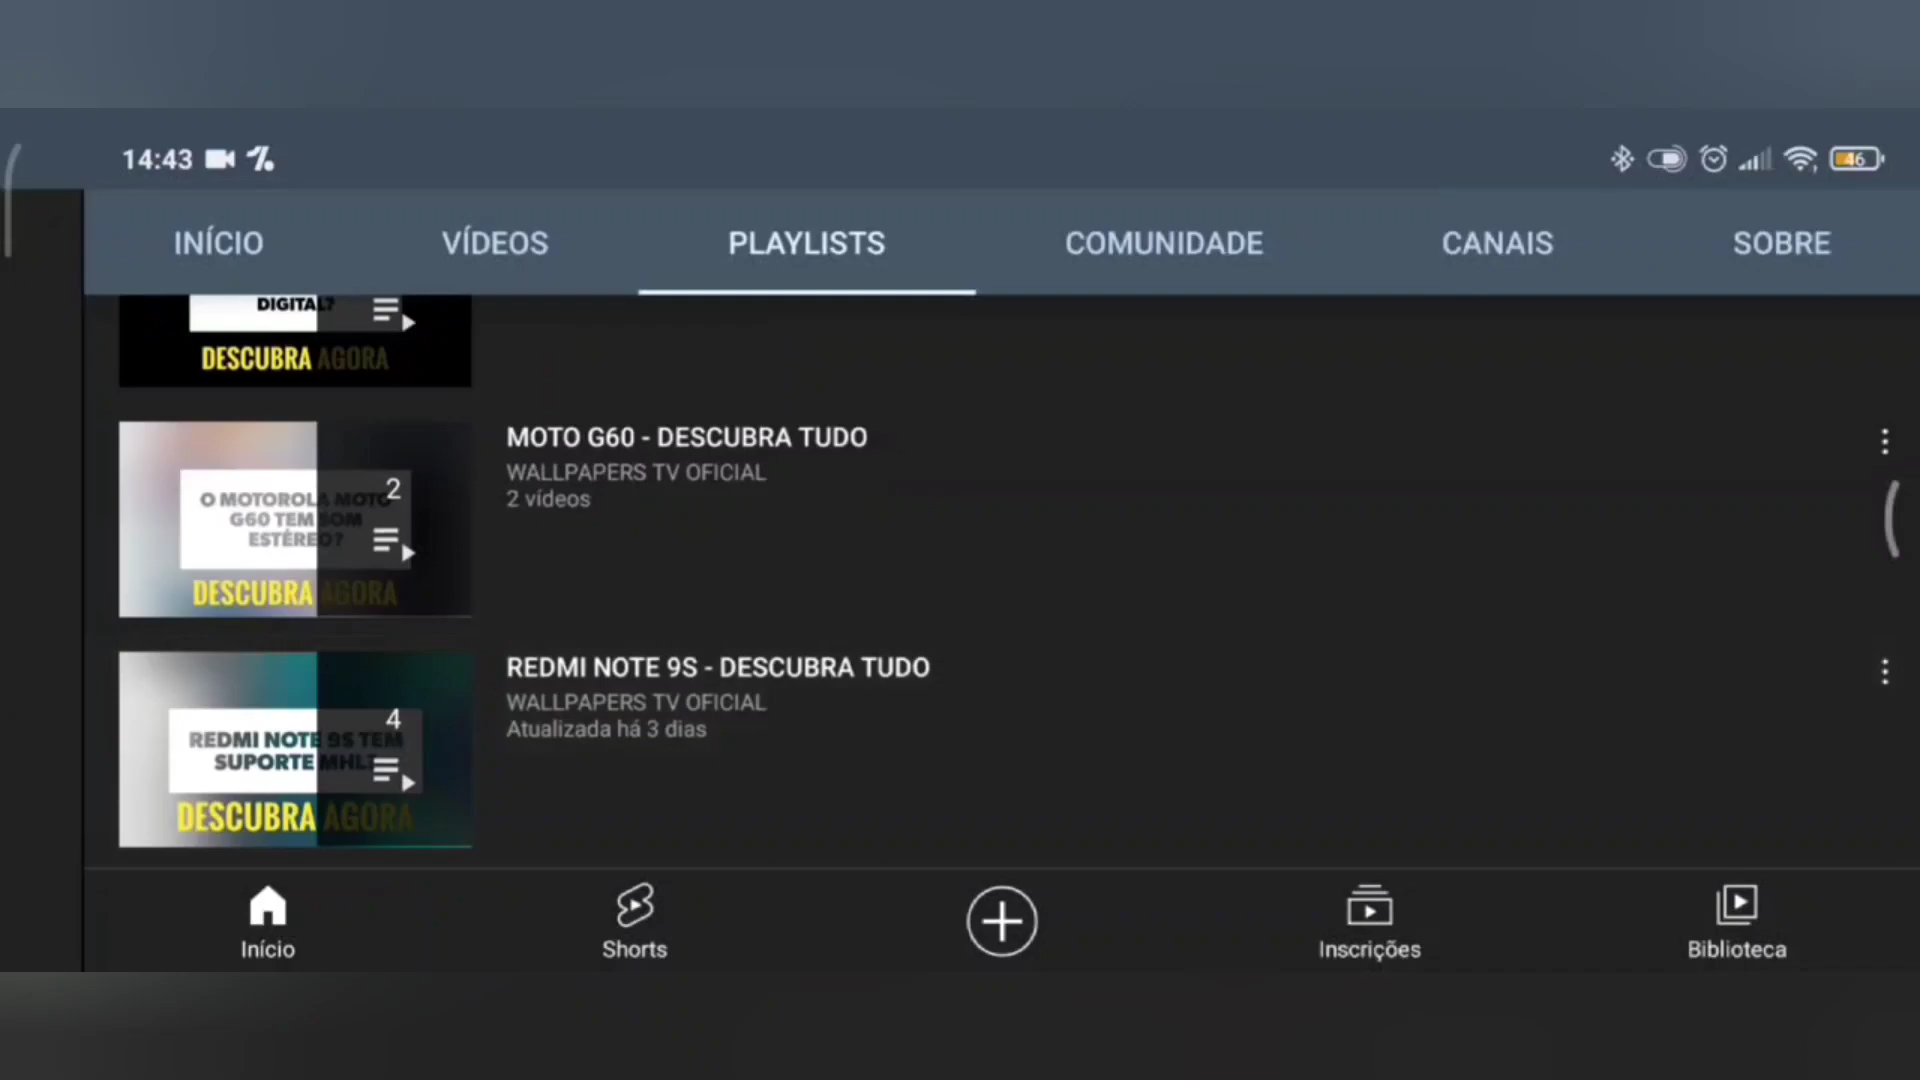 14:43
46
INÍCIO VÍDEOS PLAYLISTS COMUNIDADE CANAIS SOBRE
DIGITAL?
DESCUBRA AGORA
MOTO G60 - DESCUBRA TUDO
WALLPAPERS TV OFICIAL
2 vídeos
2
O MOTOROLA MOTO
G60 TEM SOM
ESTÉREO?
DESCUBRA AGORA
REDMI NOTE 9S - DESCUBRA TUDO
WALLPAPERS TV OFICIAL
Atualizada há 3 dias
4
REDMI NOTE 9S TEM
SUPORTE MHL?
DESCUBRA AGORA
Início Shorts Inscrições Biblioteca